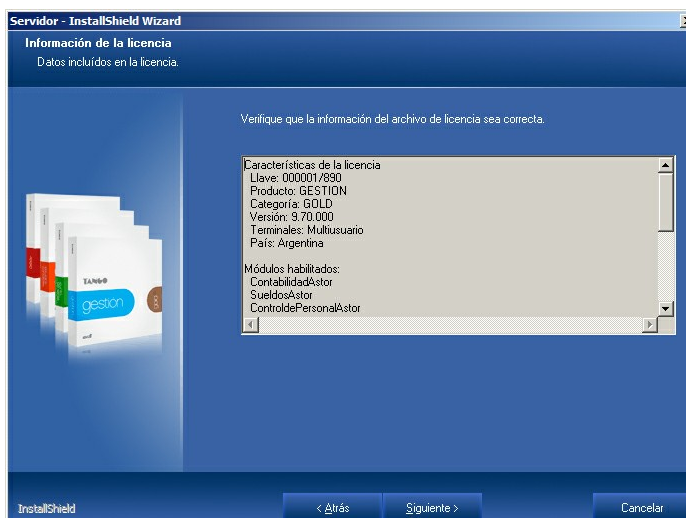 Servidor - InstallShield Wizard
Información de la licencia
Datos incluídos en la licencia.
Verifique que la información del archivo de licencia sea correcta.
Características de la licencia
Llave: 000001/890
Producto: GESTION
Categoría: GOLD
Versión: 9.70.000
Terminales: Multiusuario
País: Argentina
Módulos habilitados:
ContabilidadAstor
SueldosAstor
ControldePersonalAstor
TANGO
gestion
InstallShield
< Atrás
Siguiente >
Cancelar